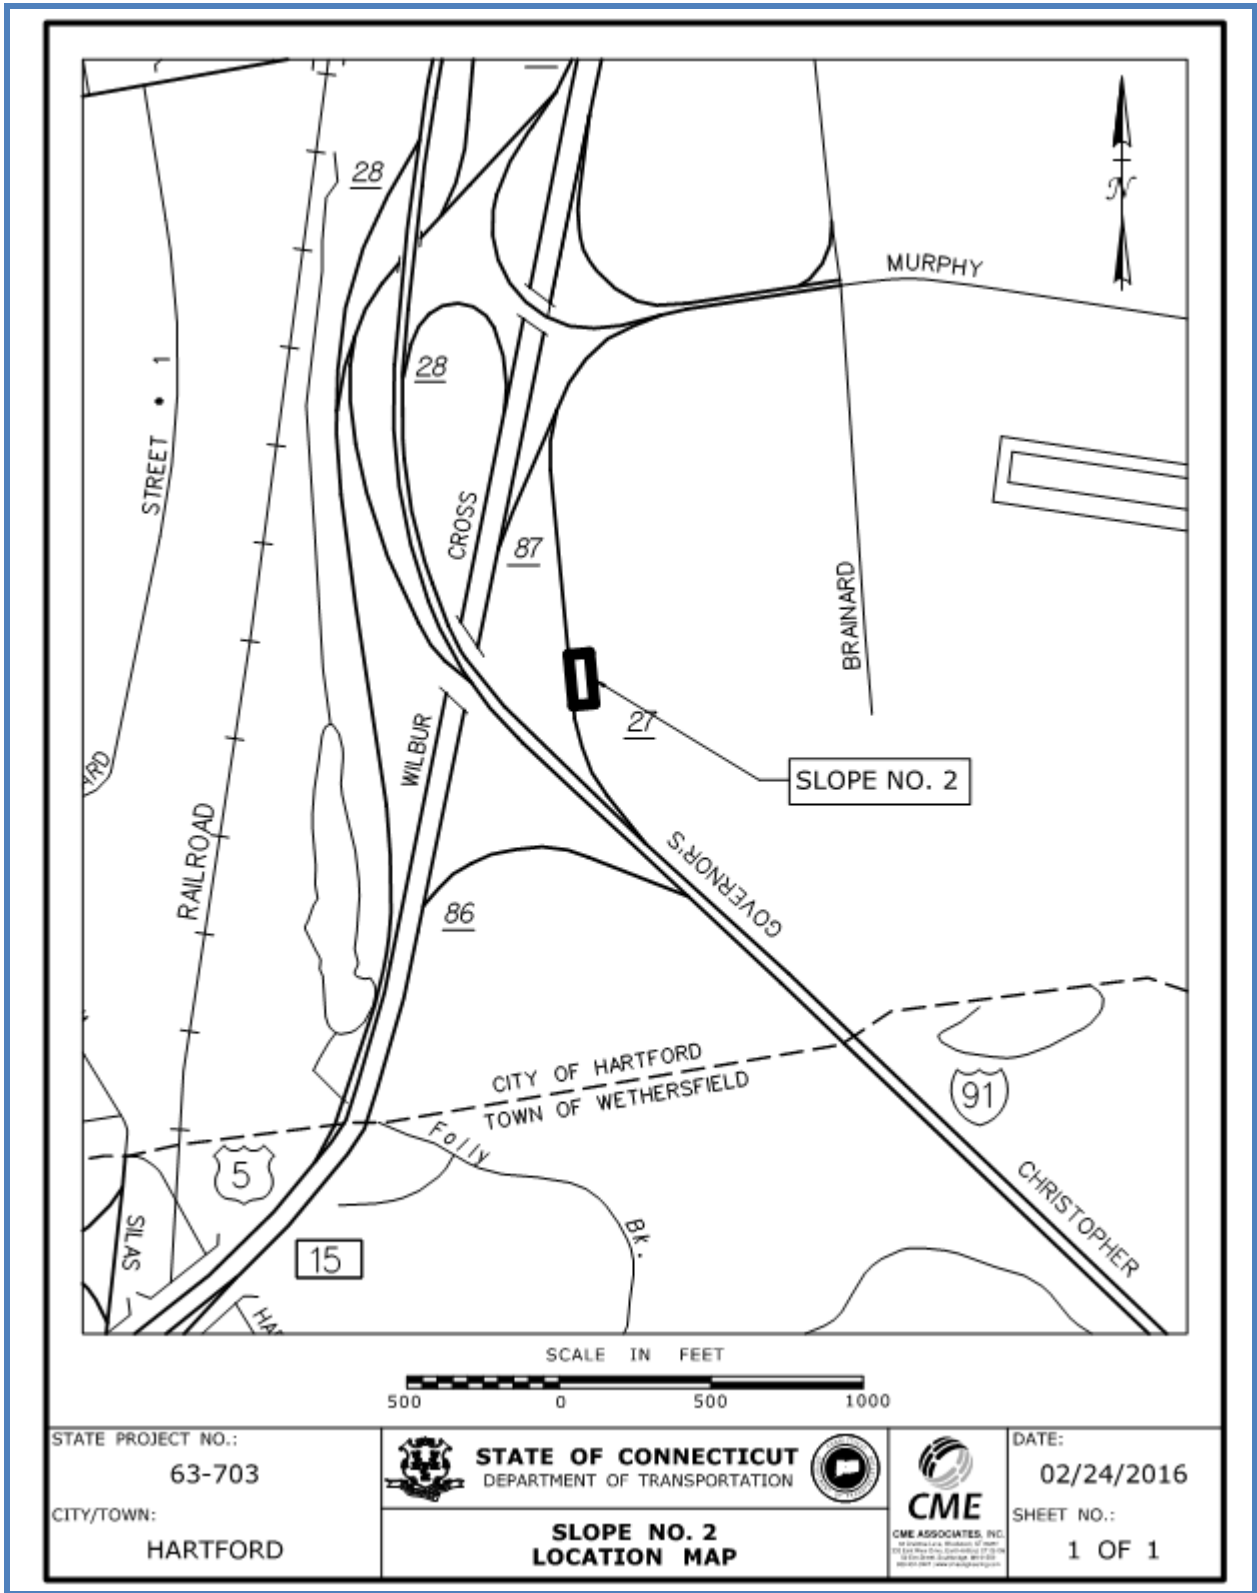 28
N
MURPHY
STREET • 1
28
CROSS
87
BRAINARD
27
WILBUR
SLOPE NO. 2
RAILROAD
GOVERNOR'S
86
CITY OF HARTFORD
TOWN OF WETHERSFIELD
91
Folly
5
CHRISTOPHER
SILAS
Bk.
15
SCALE IN FEET
500 0 500 1000
STATE PROJECT NO.:
63-703
CITY/TOWN:
HARTFORD
STATE OF CONNECTICUT
DEPARTMENT OF TRANSPORTATION
SLOPE NO. 2
LOCATION MAP
CME
CME ASSOCIATES, INC.
DATE:
02/24/2016
SHEET NO.:
1 OF 1